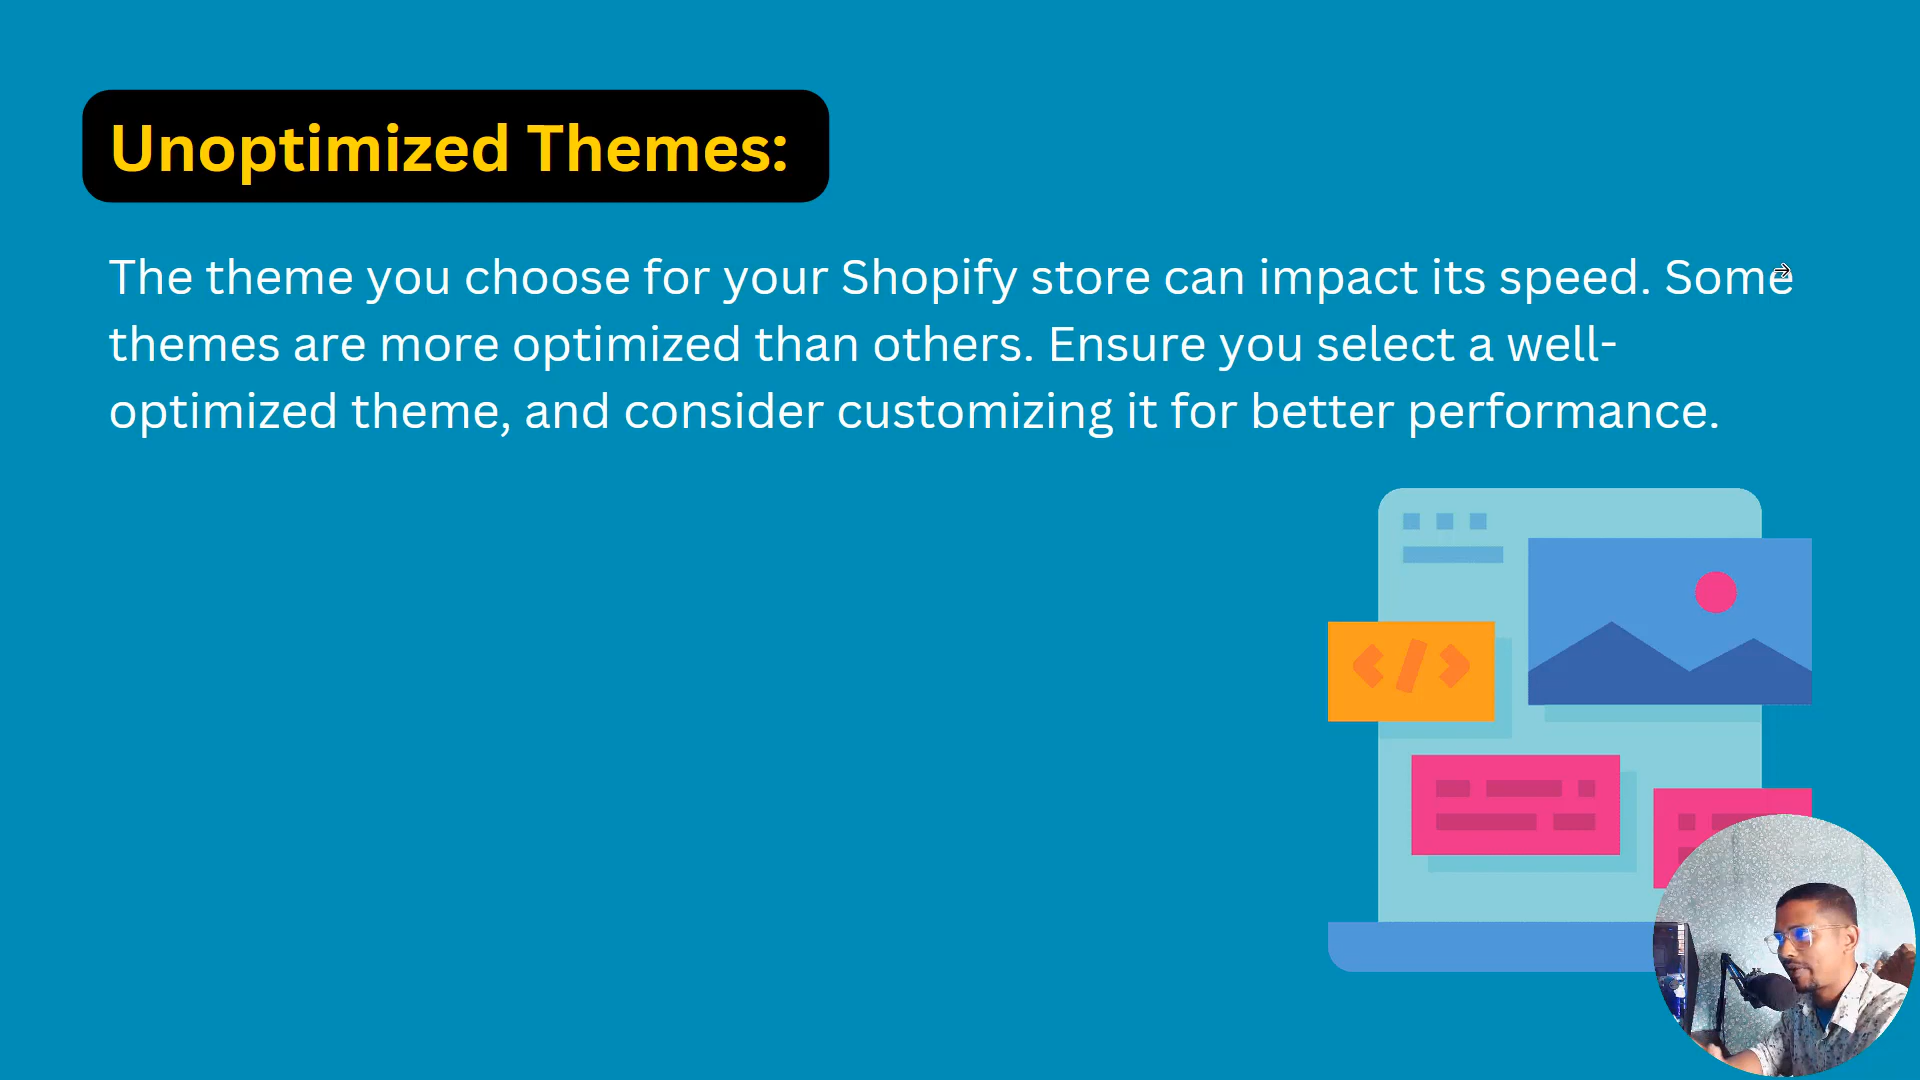 Unoptimized Themes:
The theme you choose for your Shopify store can impact its speed. Some
themes are more optimized than others. Ensure you select a well-
optimized theme, and consider customizing it for better performance.